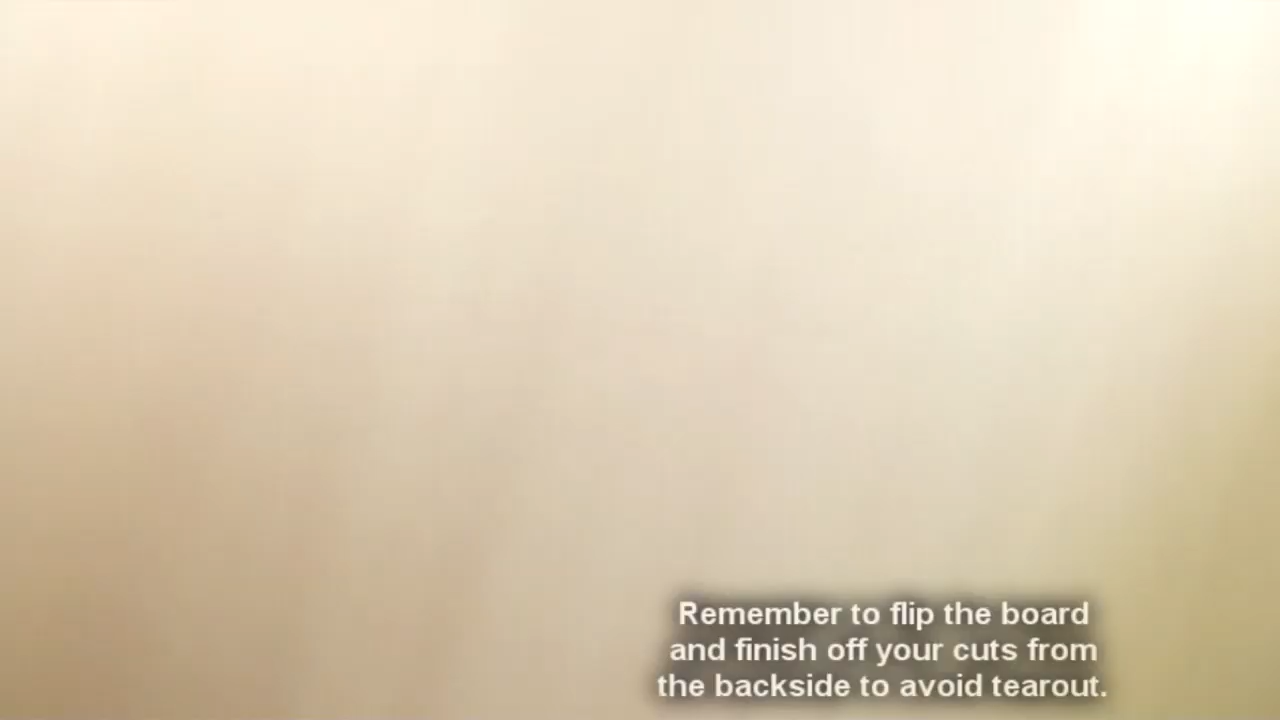 Remember to flip the board
and finish off your cuts from
the backside to avoid tearout.